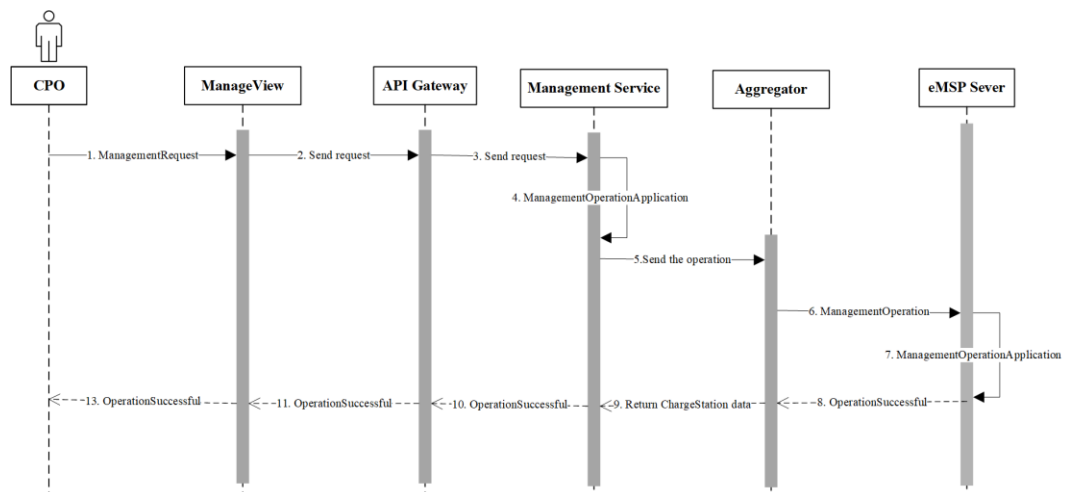 CPO
ManageView
API Gateway
Management Service
Aggregator
eMSP Sever
1. ManagementRequest
2. Send request
3. Send request
4. ManagementOperationApplication
5.Send the operation
6. ManagementOperation
7. ManagementOperationApplication
13. OperationSuccessful
11. OperationSuccessful
10. OperationSuccessful
9. Return ChargeStation data
8. OperationSuccessful